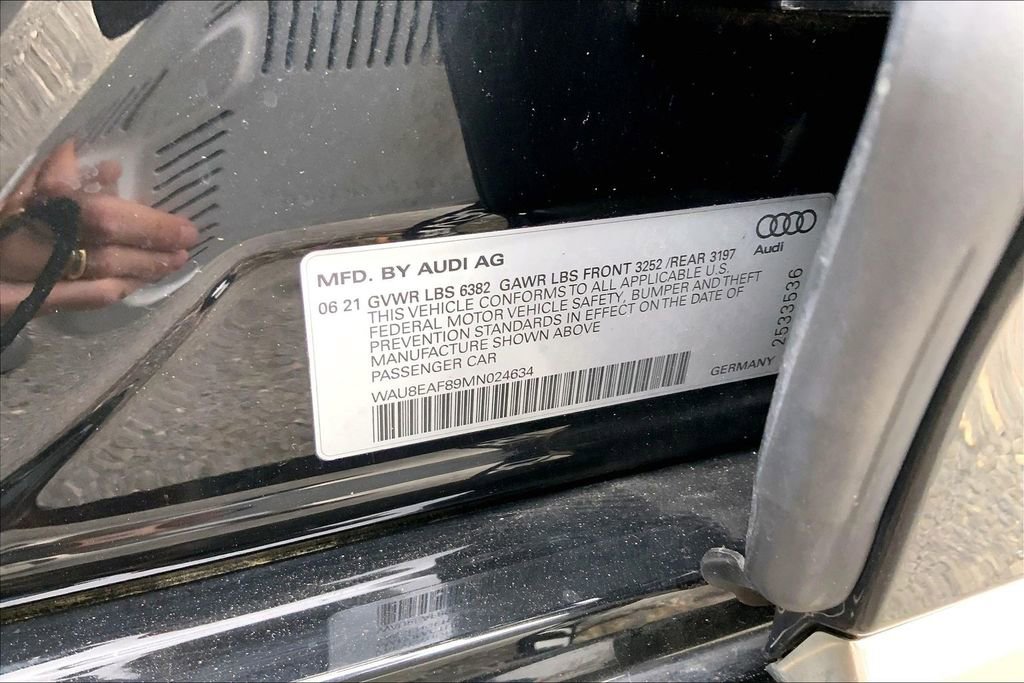 MFD. BY AUDI AG
Audi
06 21 GVWR LBS 6382 GAWR LBS FRONT 3252 /REAR 3197
THIS VEHICLE CONFORMS TO ALL APPLICABLE U.S.
FEDERAL MOTOR VEHICLE SAFETY, BUMPER AND THEFT
PREVENTION STANDARDS IN EFFECT ON THE DATE OF
MANUFACTURE SHOWN ABOVE
PASSENGER CAR
WAU8EAF89MN024634
GERMANY
2533536